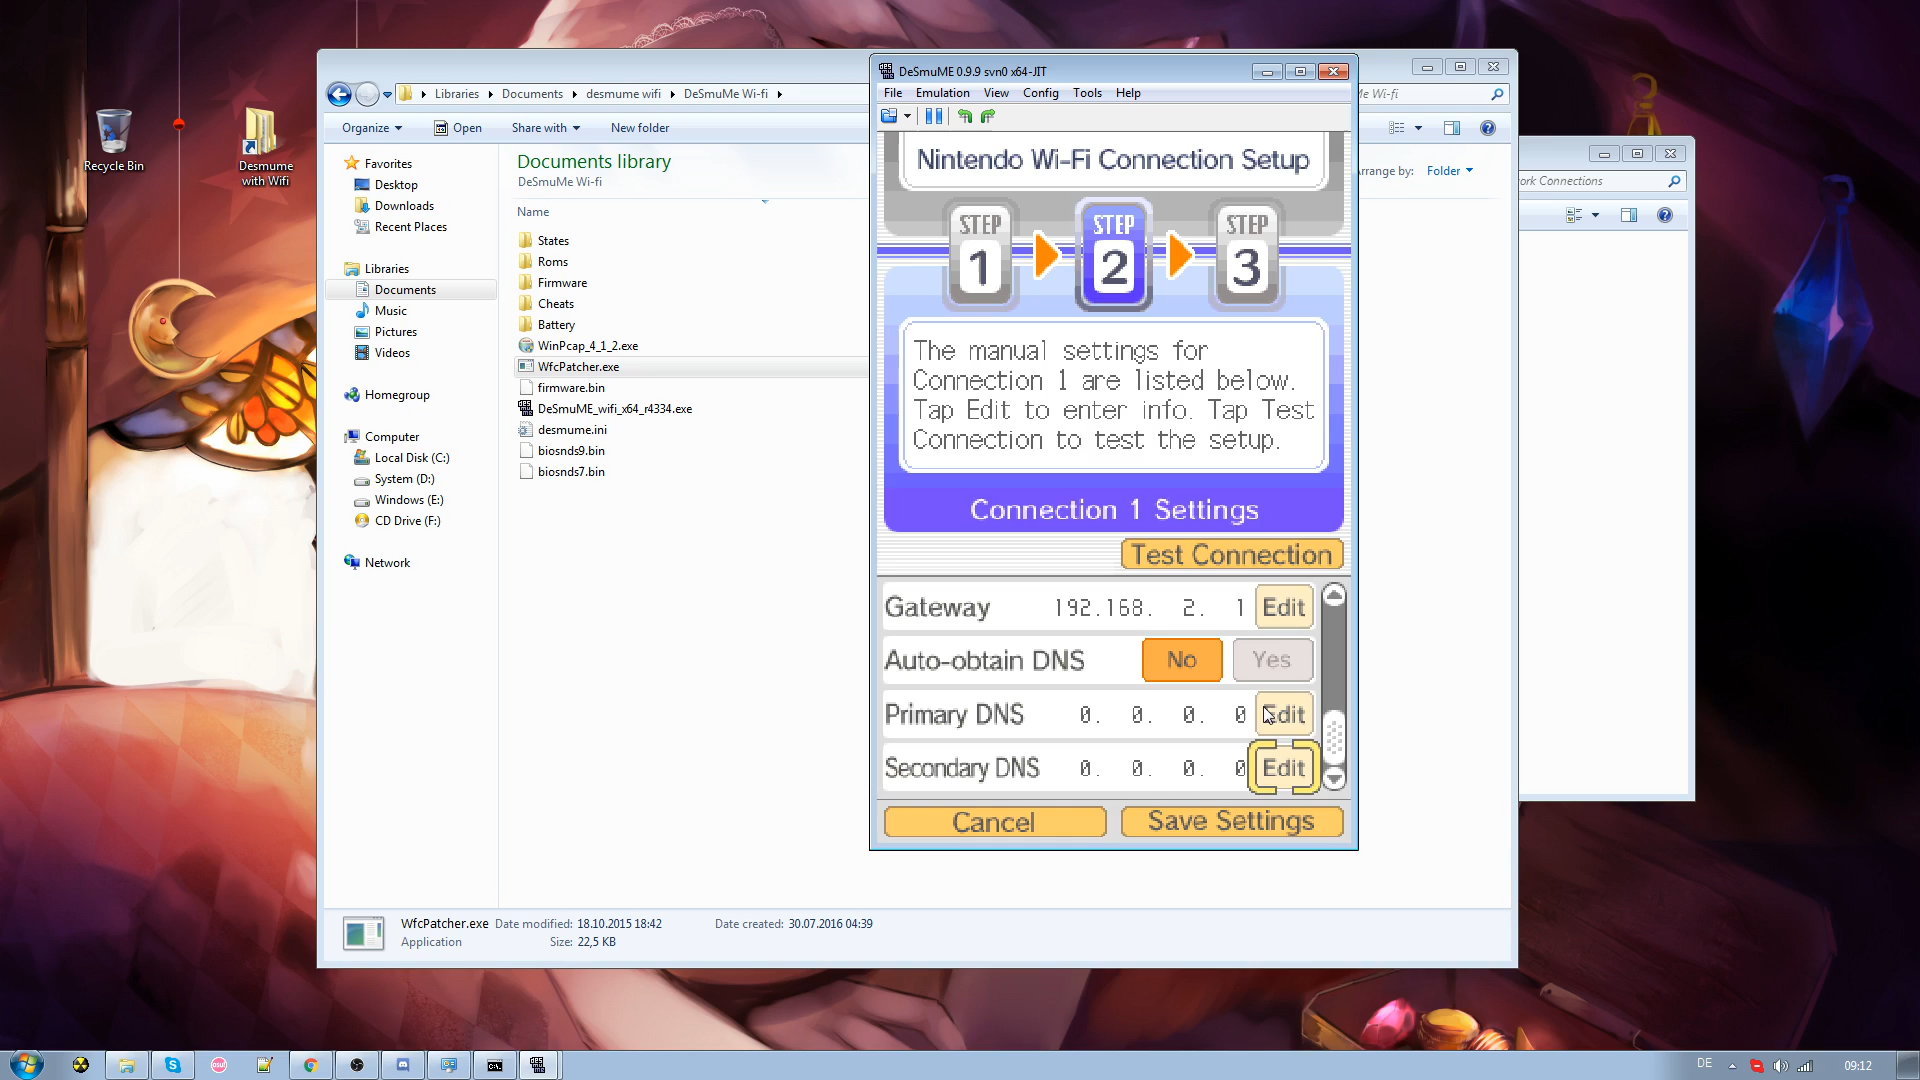 Recycle Bin
Desmume
with Wifi
Libraries
Documents
desmume wifi
DeSmuMe Wi-fi
Me Wi-fi
Organize
Open
Share with
New folder
Favorites
Desktop
Downloads
Recent Places
Libraries
Documents
Music
Pictures
Videos
Homegroup
Computer
Local Disk (C:)
System (D:)
Windows (E:)
CD Drive (F:)
Network
Documents library
DeSmuMe Wi-fi
Arrange by:
Folder
Name
States
Roms
Firmware
Cheats
Battery
WinPcap_4_1_2.exe
WfcPatcher.exe
firmware.bin
DeSmuME_wifi_x64_r4334.exe
desmume.ini
biosnds9.bin
biosnds7.bin
WfcPatcher.exe
Date modified: 18.10.2015 18:42
Date created: 30.07.2016 04:39
Application
Size: 22,5 KB
DeSmuME 0.9.9 svn0 x64-JIT
File
Emulation
View
Config
Tools
Help
Nintendo Wi-Fi Connection Setup
STEP
1
STEP
2
STEP
3
The manual settings for
Connection 1 are listed below.
Tap Edit to enter info. Tap Test
Connection to test the setup.
Connection 1 Settings
Test Connection
Gateway 192.168. 2. 1 Edit
Auto-obtain DNS No Yes
Primary DNS 0. 0. 0. 0 Edit
Secondary DNS 0. 0. 0. 0 Edit
Cancel
Save Settings
Connections
osu!
DE
09:12